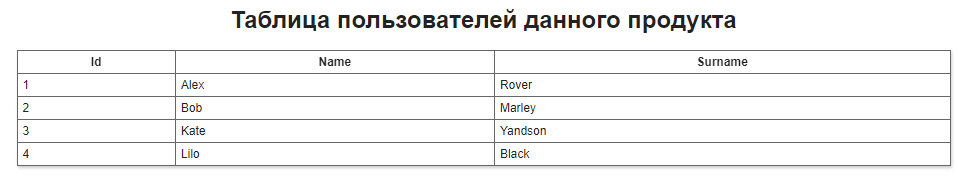 Таблица пользователей данного продукта
Id Name Surname
1 Alex Rover
2 Bob Marley
3 Kate Yandson
4 Lilo Black